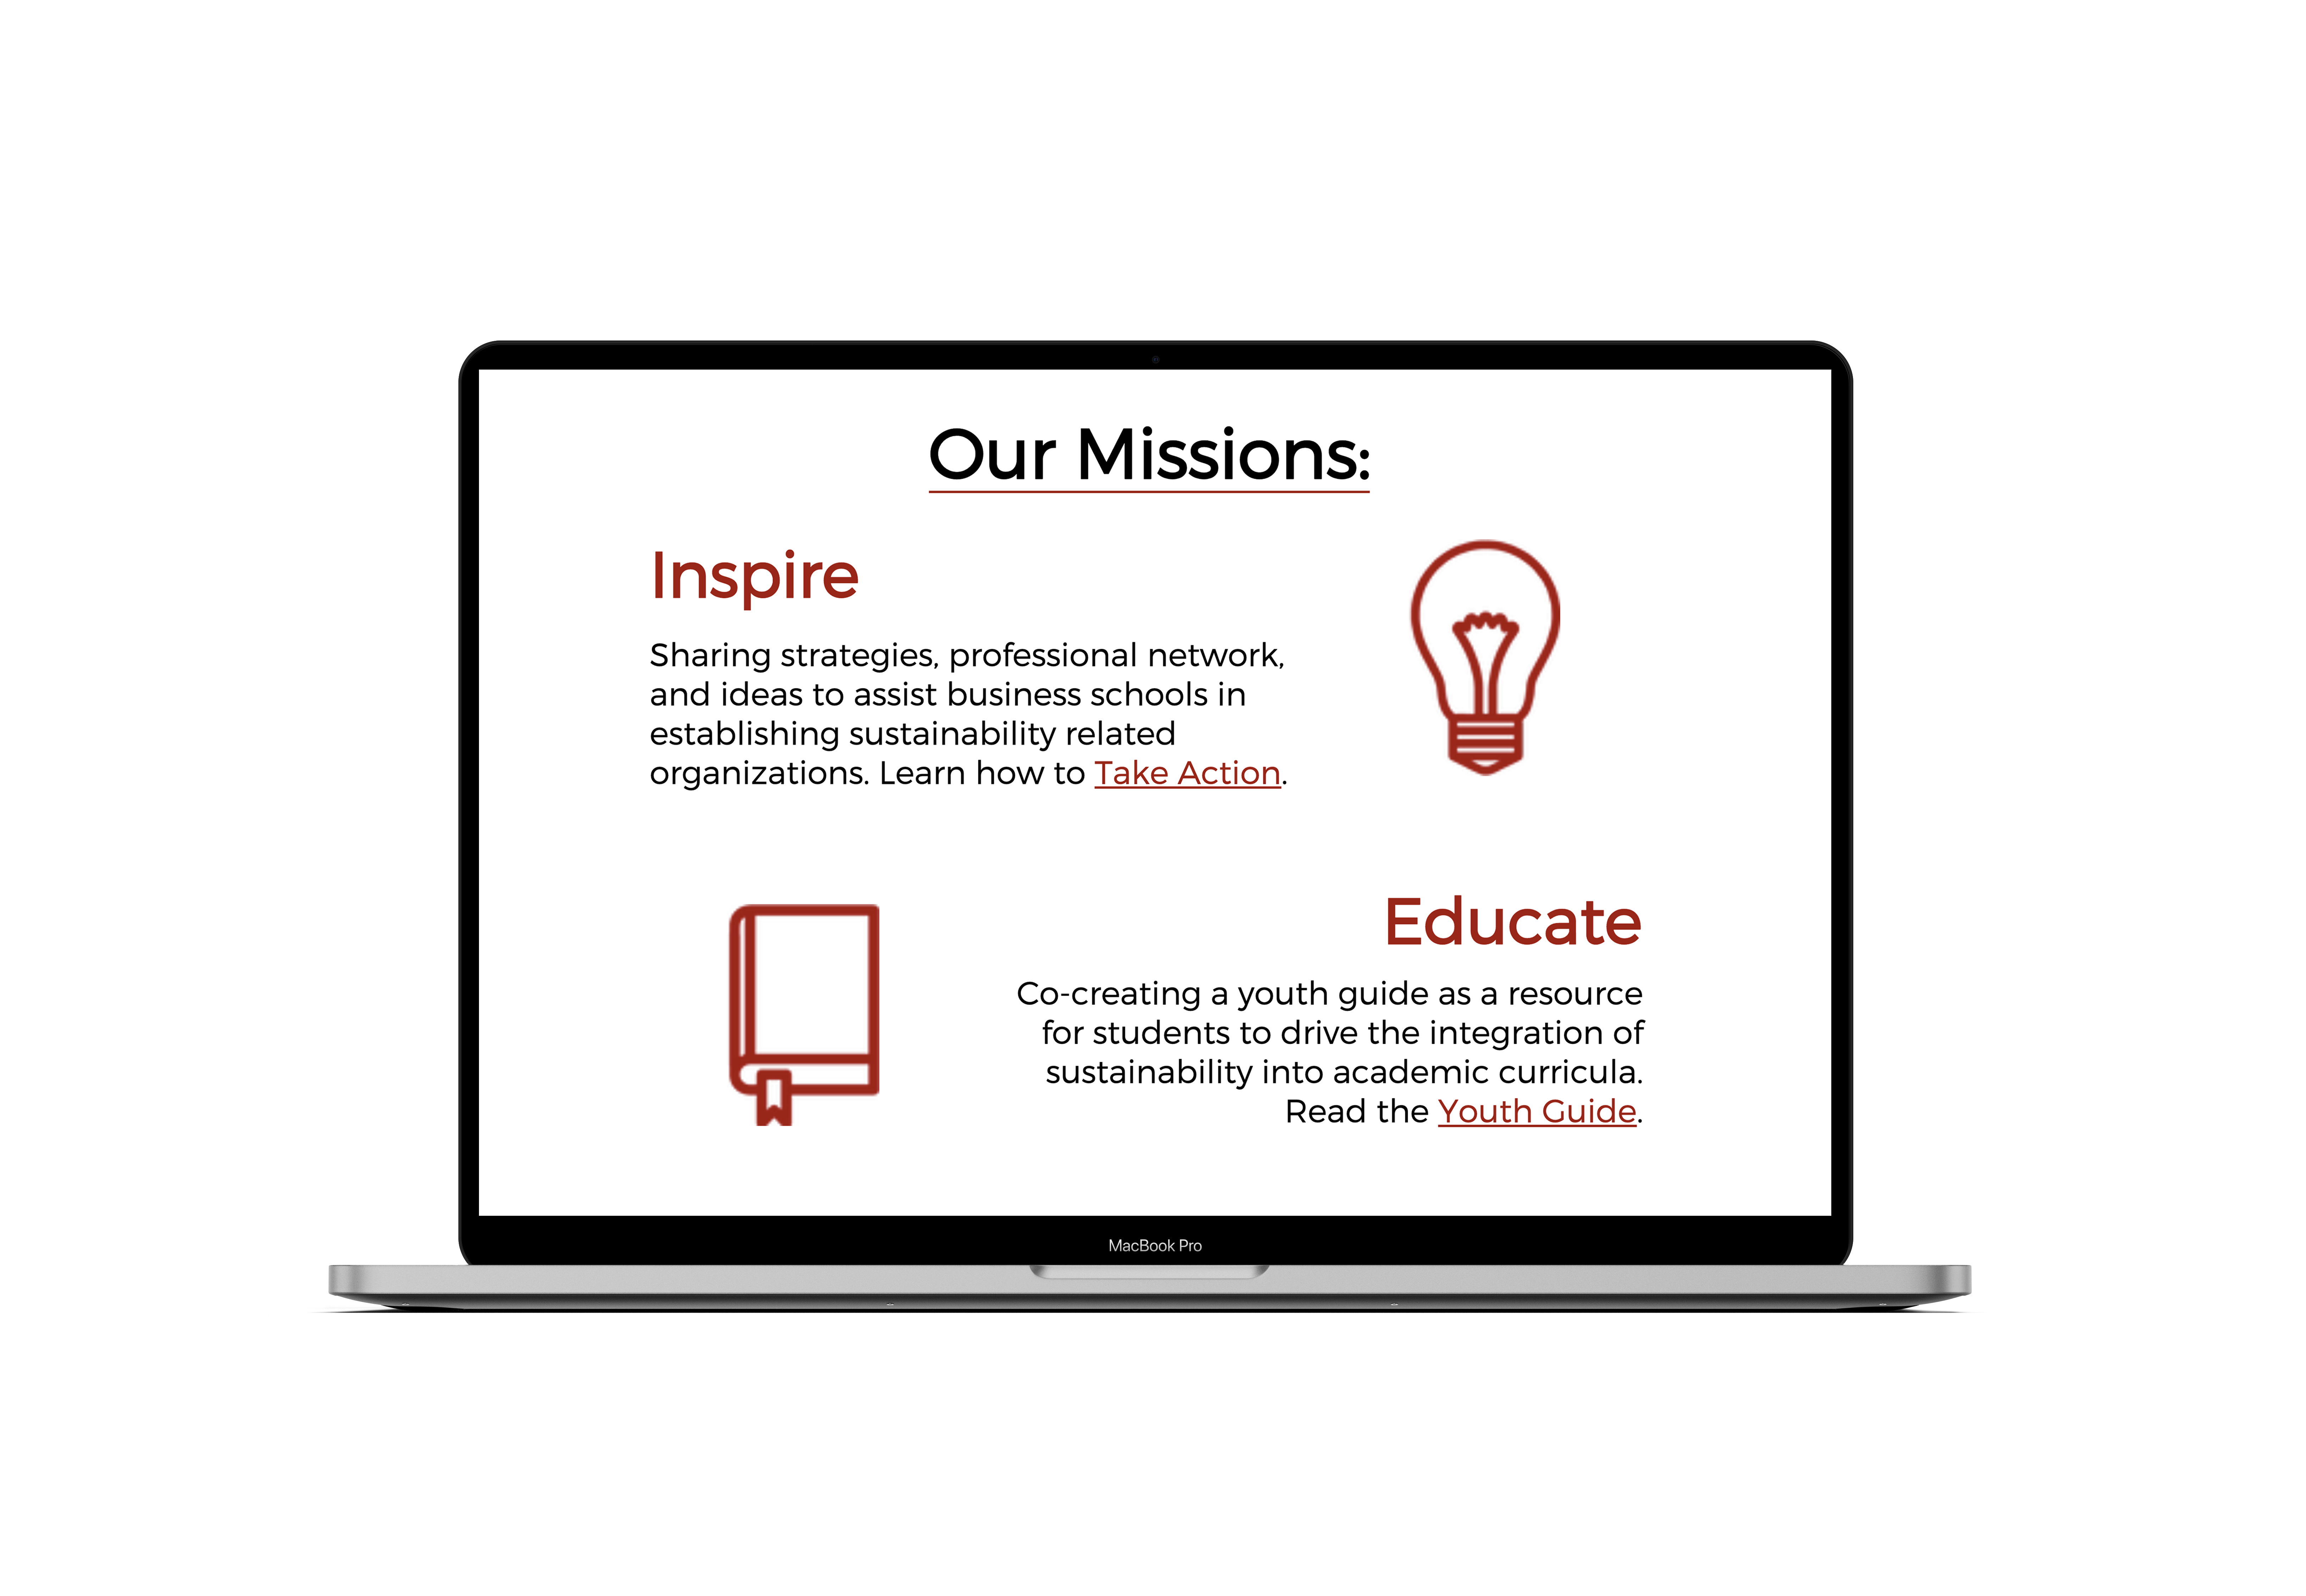 Our Missions:
Inspire
Sharing strategies, professional network,
and ideas to assist business schools in
establishing sustainability related
organizations. Learn how to Take Action.
Educate
Co-creating a youth guide as a resource
for students to drive the integration of
sustainability into academic curricula.
Read the Youth Guide.
MacBook Pro